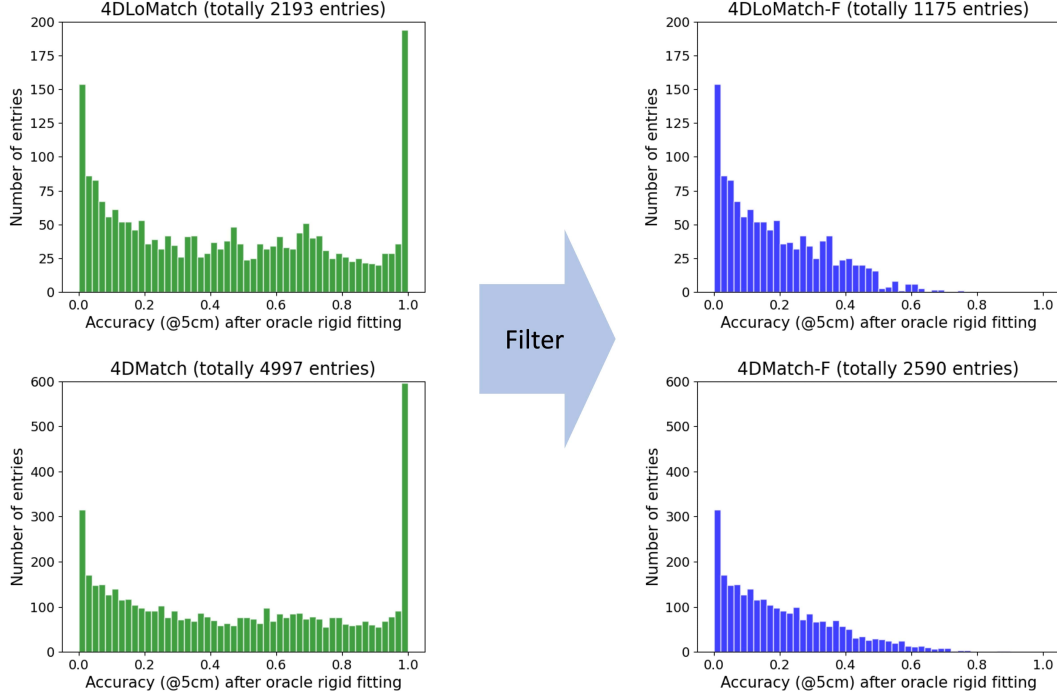 4DLoMatch (totally 2193 entries)
200
175
150
125
100
75
50
25
0
Number of entries
0.0 0.2 0.4 0.6 0.8 1.0
Accuracy (@5cm) after oracle rigid fitting
4DLoMatch-F (totally 1175 entries)
200
175
150
125
100
75
50
25
0
Number of entries
0.0 0.2 0.4 0.6 0.8 1.0
Accuracy (@5cm) after oracle rigid fitting
Filter
4DMatch (totally 4997 entries)
600
500
400
300
200
100
0
Number of entries
0.0 0.2 0.4 0.6 0.8 1.0
Accuracy (@5cm) after oracle rigid fitting
4DMatch-F (totally 2590 entries)
600
500
400
300
200
100
0
Number of entries
0.0 0.2 0.4 0.6 0.8 1.0
Accuracy (@5cm) after oracle rigid fitting